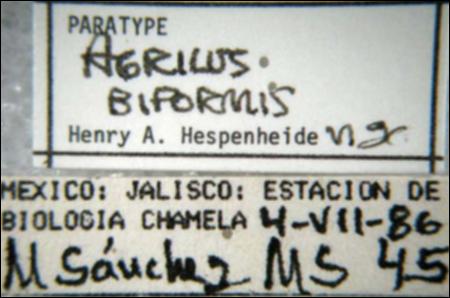 PARATYPE
AGRILUS
BIFORMIS
Henry A. Hespenheide
MEXICO: JALISCO: ESTACION DE
BIOLOGIA CHAMELA 4-VII-86
M Sánchez MS 45